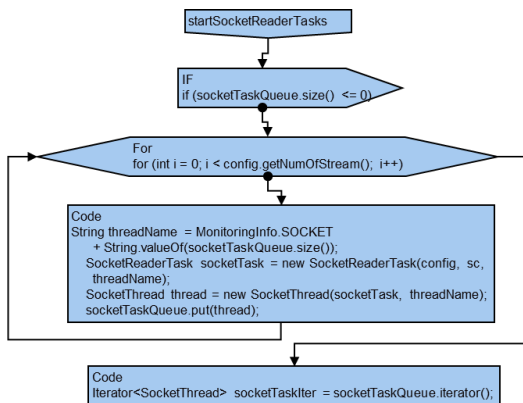 startSocketReaderTasks
IF
if (socketTaskQueue.size() <= 0)
For
for (int i = 0; i < config.getNumOfStream(); i++)
Code
String threadName = MonitoringInfo.SOCKET
+ String.valueOf(socketTaskQueue.size());
SocketReaderTask socketTask = new SocketReaderTask(config, sc,
threadName);
SocketThread thread = new SocketThread(socketTask, threadName);
socketTaskQueue.put(thread);
Code
Iterator<SocketThread> socketTaskIter = socketTaskQueue.iterator();